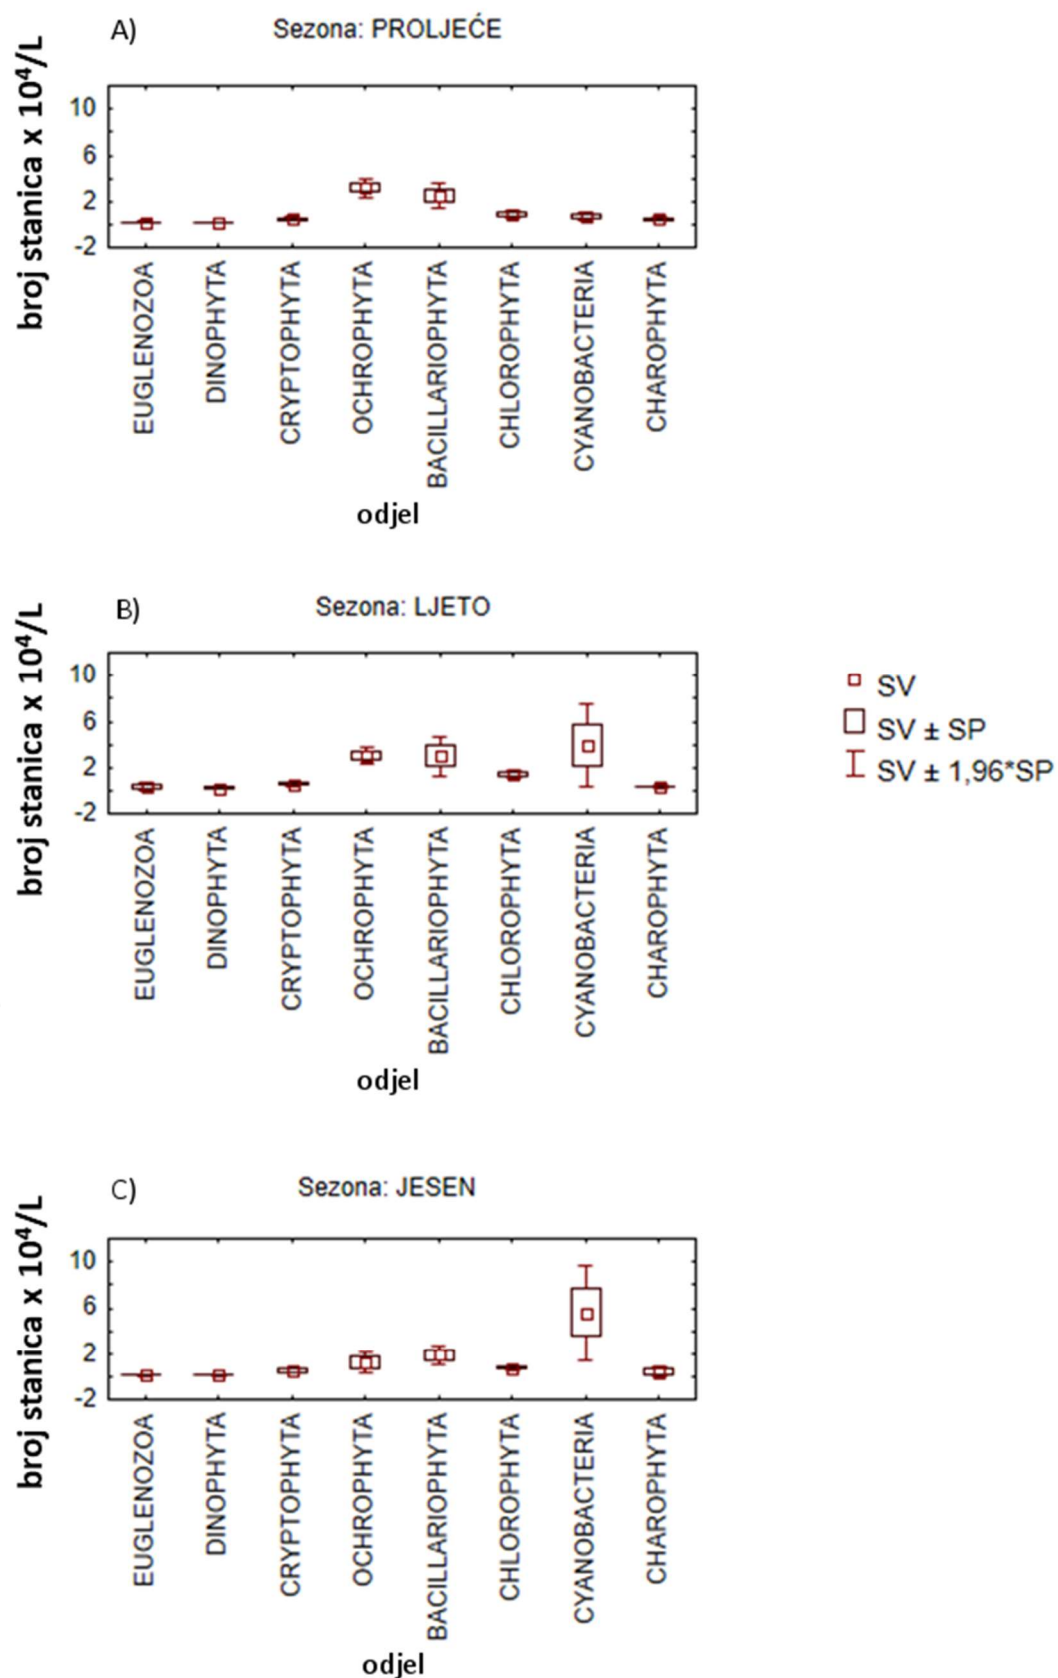 A)
Sezona: PROLJEĆE
broj stanica x 10⁴/L
10
6
2
-2
EUGLENOZOA
DINOPHYTA
CRYPTOPHYTA
OCHROPHYTA
BACILLARIOPHYTA
CHLOROPHYTA
CYANOBACTERIA
CHAROPHYTA
odjel
B)
Sezona: LJETO
broj stanica x 10⁴/L
10
6
2
-2
EUGLENOZOA
DINOPHYTA
CRYPTOPHYTA
OCHROPHYTA
BACILLARIOPHYTA
CHLOROPHYTA
CYANOBACTERIA
CHAROPHYTA
odjel
SV
SV ± SP
SV ± 1,96*SP
C)
Sezona: JESEN
broj stanica x 10⁴/L
10
6
2
-2
EUGLENOZOA
DINOPHYTA
CRYPTOPHYTA
OCHROPHYTA
BACILLARIOPHYTA
CHLOROPHYTA
CYANOBACTERIA
CHAROPHYTA
odjel